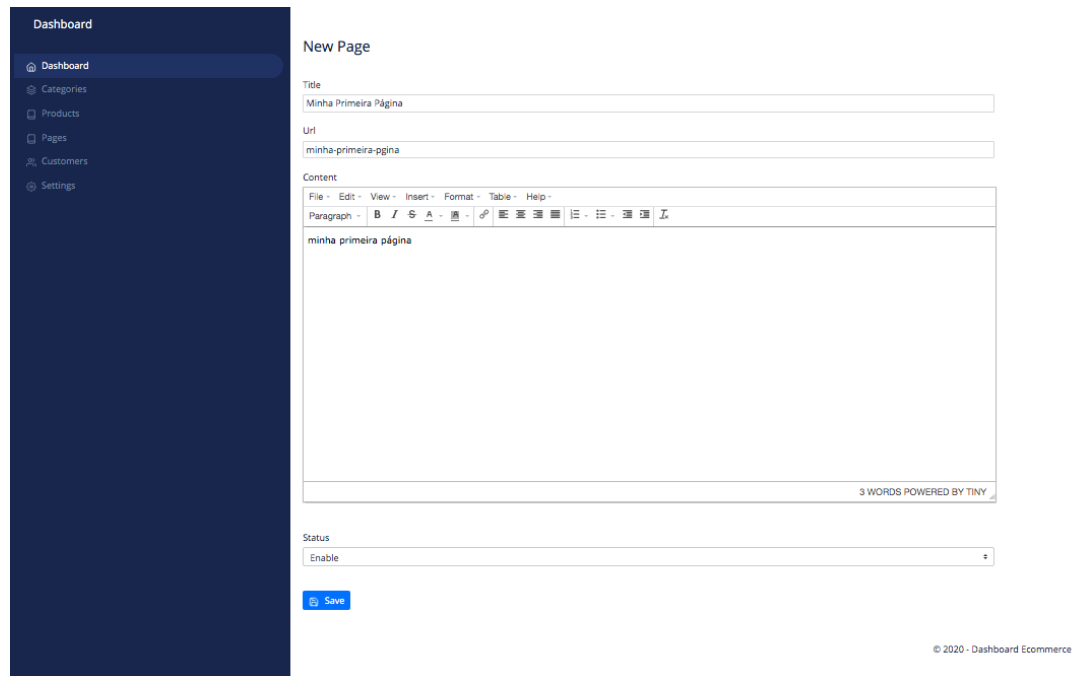 Dashboard
Dashboard
Categories
Products
Pages
Customers
Settings
New Page
Title
Minha Primeira Página
Url
minha-primeira-pgina
Content
File Edit View Insert Format Table Help
Paragraph B I S A A
minha primeira página
3 WORDS POWERED BY TINY
Status
Enable
Save
© 2020 - Dashboard Ecommerce